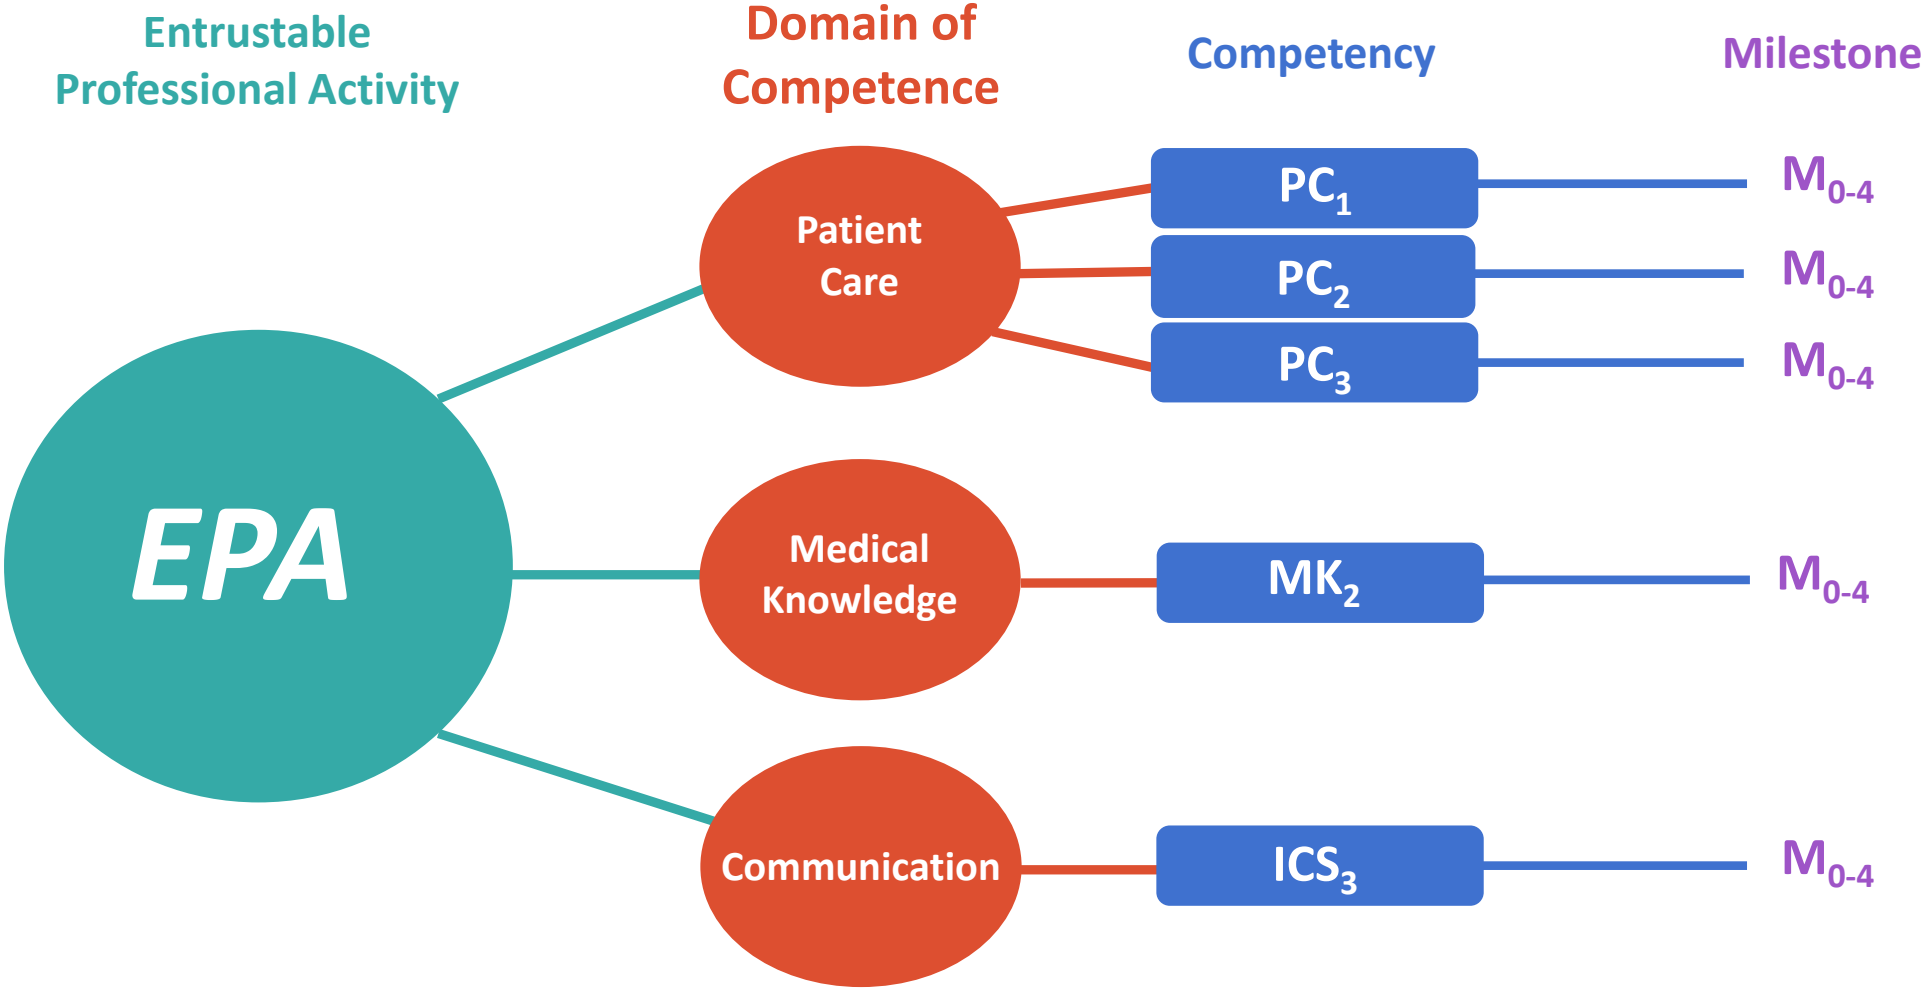 Entrustable
Professional Activity
Domain of
Competence
Competency
Milestone
EPA
Patient
Care
PC1
M0-4
PC2
M0-4
PC3
M0-4
Medical
Knowledge
MK2
M0-4
Communication
ICS3
M0-4